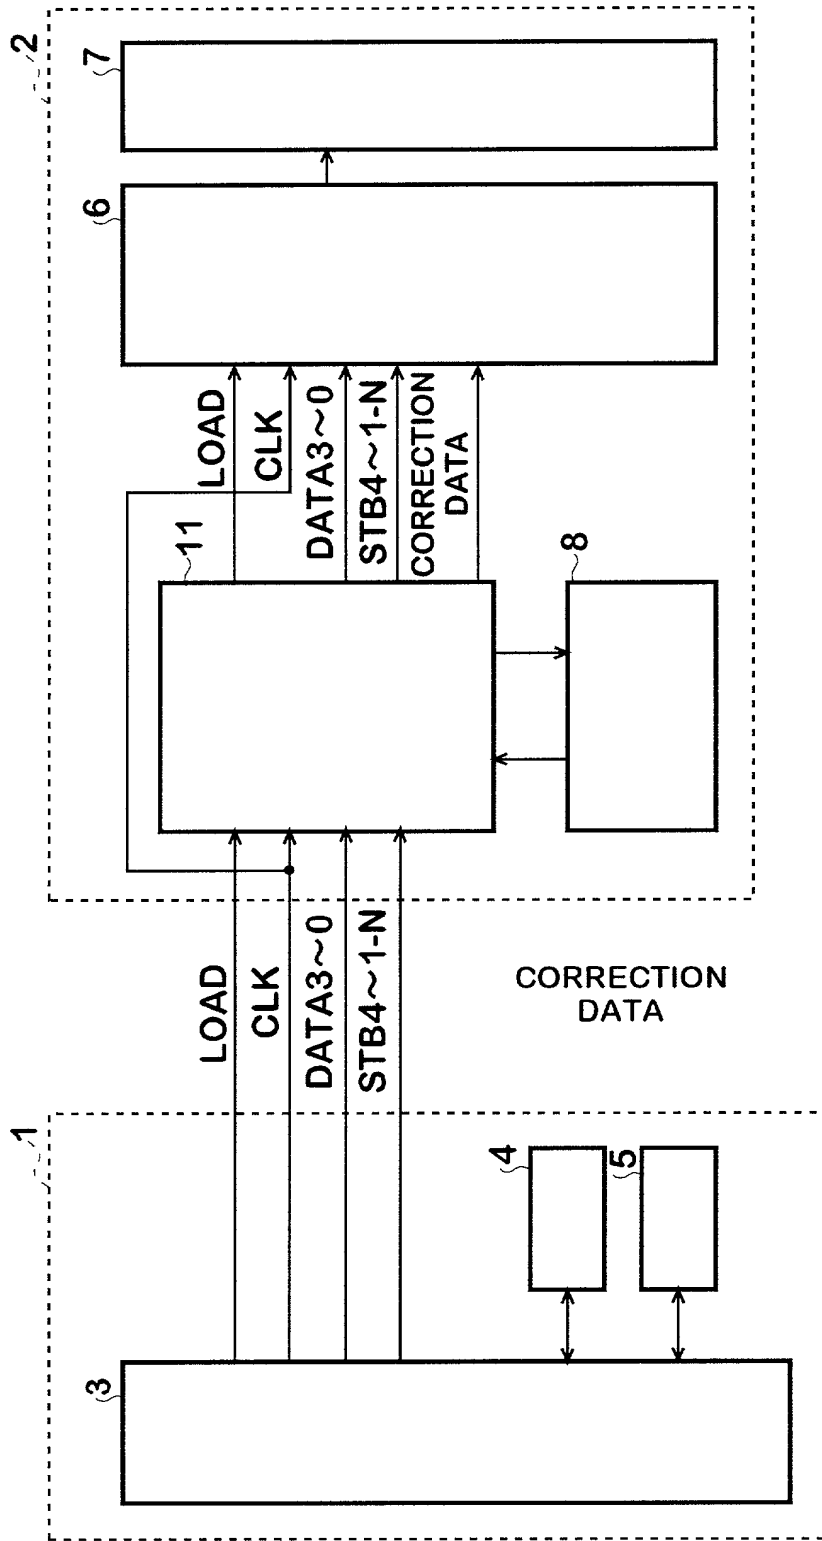 1
3
4
5
LOAD
CLK
DATA3~0
STB4~1-N
CORRECTION
DATA
2
11
8
LOAD
CLK
DATA3~0
STB4~1-N
CORRECTION
DATA
6
7